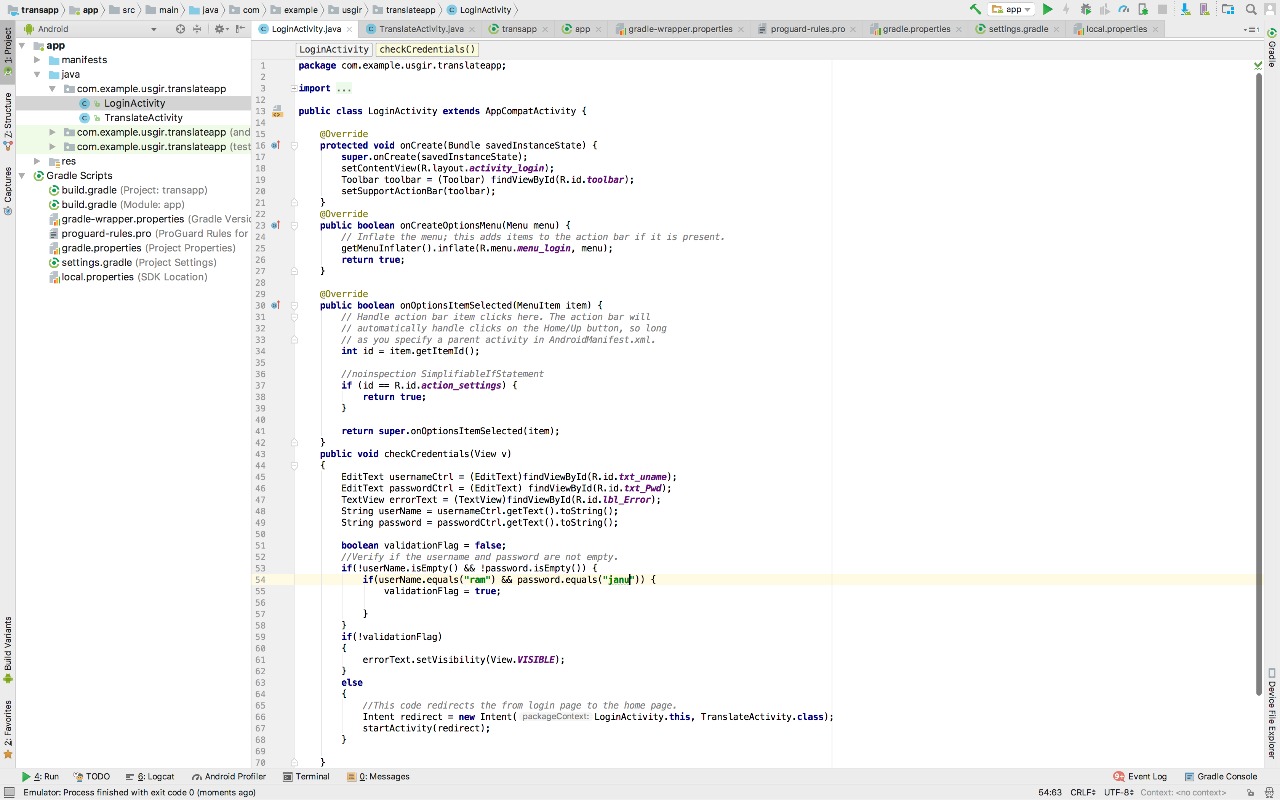 transapp app src main java com example usgir translateapp LoginActivity app
Android LoginActivity.java TranslateActivity.java transapp app gradle-wrapper.properties proguard-rules.pro gradle.properties settings.gradle local.properties
LoginActivity checkCredentials()
1: Project
Z: Structure
Captures
Build Variants
2: Favorites
app
manifests
java
com.example.usgir.translateapp
LoginActivity
TranslateActivity
com.example.usgir.translateapp (and
com.example.usgir.translateapp (test
res
Gradle Scripts
build.gradle (Project: transapp)
build.gradle (Module: app)
gradle-wrapper.properties (Gradle Versi
proguard-rules.pro (ProGuard Rules for
gradle.properties (Project Properties)
settings.gradle (Project Settings)
local.properties (SDK Location)
1 package com.example.usgir.translateapp;
2
3 import ...
12
13 public class LoginActivity extends AppCompatActivity {
14
15 @Override
16 protected void onCreate(Bundle savedInstanceState) {
17 super.onCreate(savedInstanceState);
18 setContentView(R.layout.activity_login);
19 Toolbar toolbar = (Toolbar) findViewById(R.id.toolbar);
20 setSupportActionBar(toolbar);
21 }
22 @Override
23 public boolean onCreateOptionsMenu(Menu menu) {
24 // Inflate the menu; this adds items to the action bar if it is present.
25 getMenuInflater().inflate(R.menu.menu_login, menu);
26 return true;
27 }
28
29 @Override
30 public boolean onOptionsItemSelected(MenuItem item) {
31 // Handle action bar item clicks here. The action bar will
32 // automatically handle clicks on the Home/Up button, so long
33 // as you specify a parent activity in AndroidManifest.xml.
34 int id = item.getItemId();
35
36 //noinspection SimplifiableIfStatement
37 if (id == R.id.action_settings) {
38 return true;
39 }
40
41 return super.onOptionsItemSelected(item);
42 }
43 public void checkCredentials(View v)
44 {
45 EditText usernameCtrl = (EditText)findViewById(R.id.txt_uname);
46 EditText passwordCtrl = (EditText) findViewById(R.id.txt_Pwd);
47 TextView errorText = (TextView)findViewById(R.id.lbl_Error);
48 String userName = usernameCtrl.getText().toString();
49 String password = passwordCtrl.getText().toString();
50
51 boolean validationFlag = false;
52 //Verify if the username and password are not empty.
53 if(!userName.isEmpty() && !password.isEmpty()) {
54 if(userName.equals("ram") && password.equals("janu")) {
55 validationFlag = true;
56
57 }
58 }
59 if(!validationFlag)
60 {
61 errorText.setVisibility(View.VISIBLE);
62 }
63 else
64 {
65 //This code redirects the from login page to the home page.
66 Intent redirect = new Intent( packageContext: LoginActivity.this, TranslateActivity.class);
67 startActivity(redirect);
68 }
69
70 }
Gradle
Device File Explorer
4: Run TODO 6: Logcat Android Profiler Terminal 0: Messages Event Log Gradle Console
Emulator: Process finished with exit code 0 (moments ago) 54:63 CRLF UTF-8 Context: <no context>